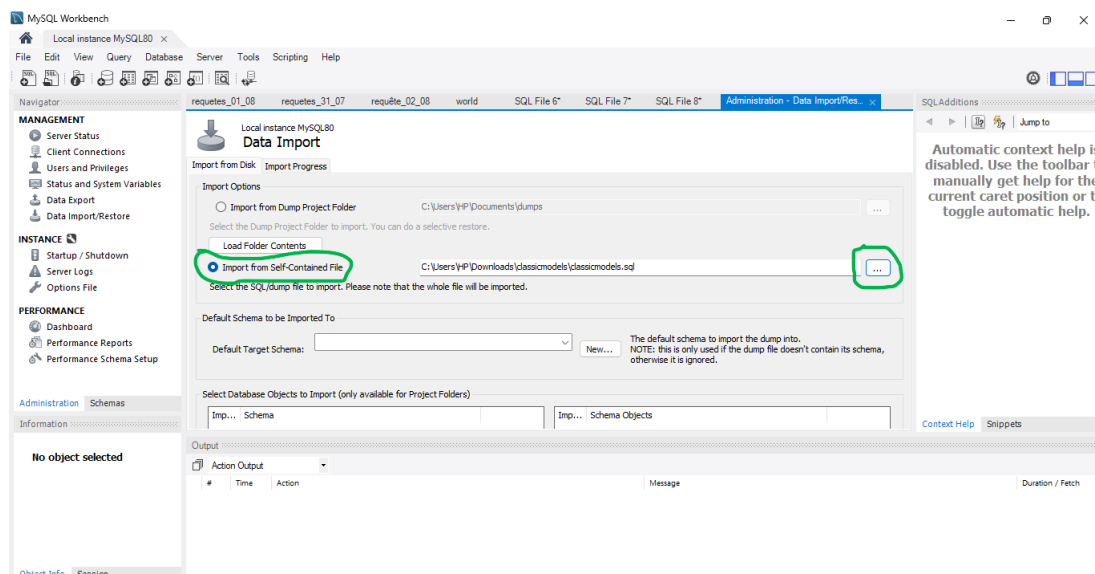 MySQL Workbench
Local instance MySQL80 ×
File Edit View Query Database Server Tools Scripting Help
Navigator
MANAGEMENT
Server Status
Client Connections
Users and Privileges
Status and System Variables
Data Export
Data Import/Restore
INSTANCE
Startup / Shutdown
Server Logs
Options File
PERFORMANCE
Dashboard
Performance Reports
Performance Schema Setup
Administration Schemas
Information
No object selected
Object Info Session
requetes_01_08 requetes_31_07 requête_02_08 world SQL File 6* SQL File 7* SQL File 8* Administration - Data Import/Res... ×
Local instance MySQL80
Data Import
Import from Disk Import Progress
Import Options
Import from Dump Project Folder C:\Users\HP\Documents\dumps ...
Select the Dump Project Folder to import. You can do a selective restore.
Load Folder Contents
Import from Self-Contained File C:\Users\HP\Downloads\classicmodels\classicmodels.sql ...
Select the SQL/dump file to import. Please note that the whole file will be imported.
Default Schema to be Imported To
Default Target Schema: New...
The default schema to import the dump into.
NOTE: this is only used if the dump file doesn't contain its schema,
otherwise it is ignored.
Select Database Objects to Import (only available for Project Folders)
Imp... Schema Imp... Schema Objects
Output
Action Output
# Time Action Message Duration / Fetch
SQLAdditions
Jump to
Automatic context help is
disabled. Use the toolbar
manually get help for the
current caret position or
toggle automatic help.
Context Help Snippets